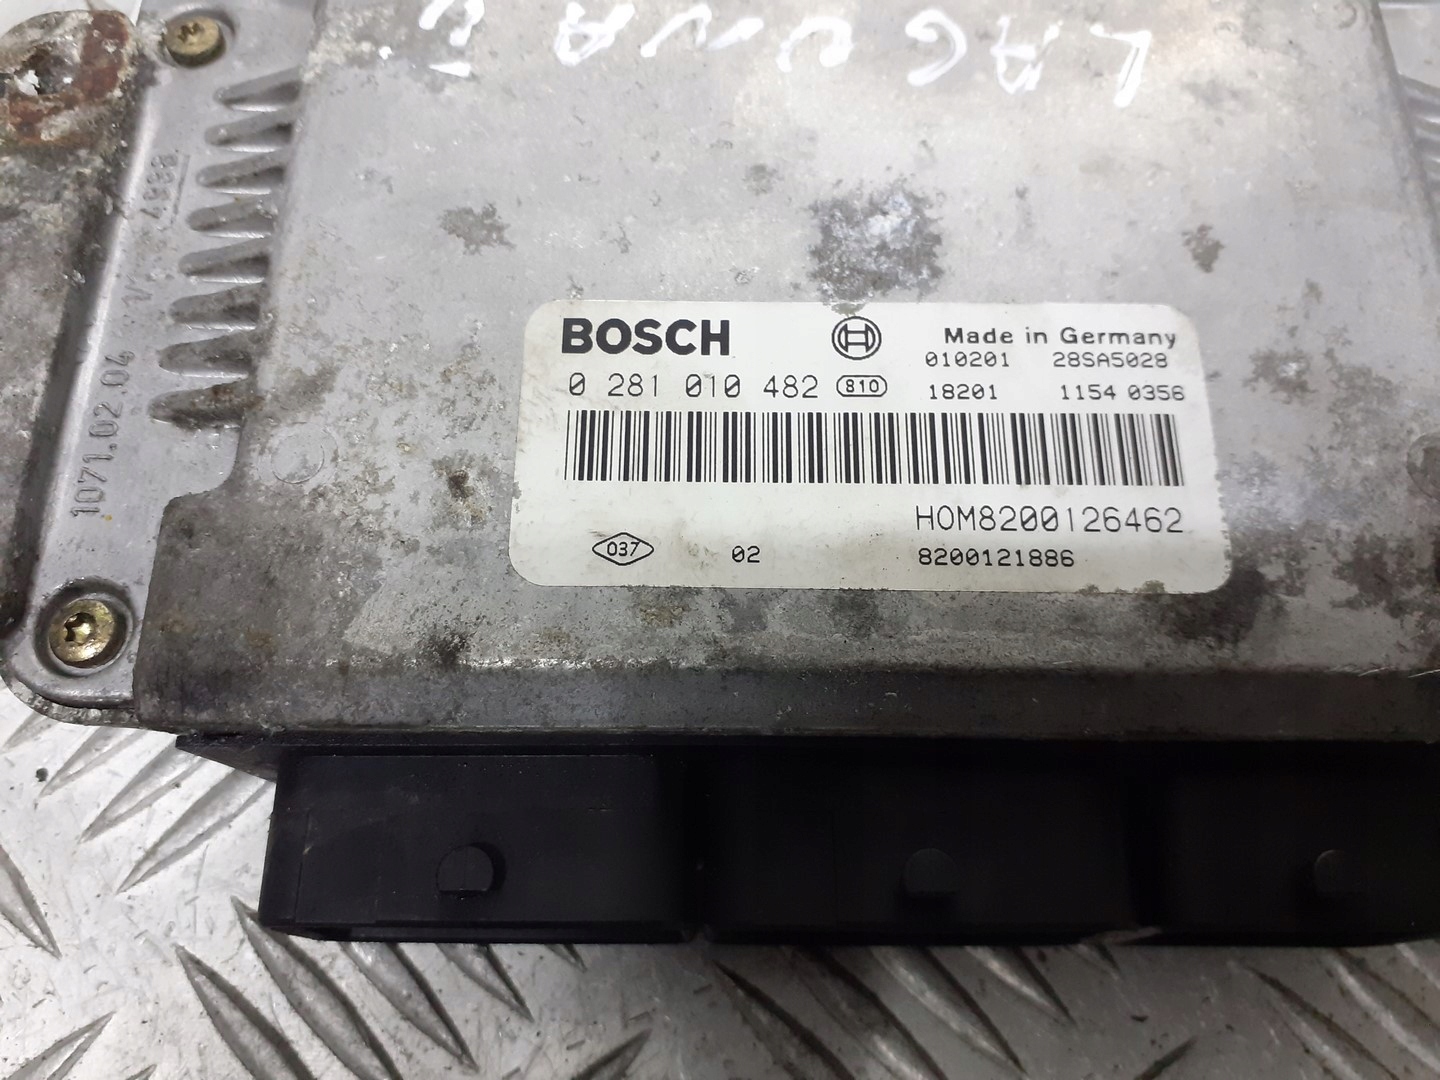 LAGUNA
BOSCH
Made in Germany
010201 28SA5028
0 281 010 482 810
18201 1154 0356
HOM8200126462
037 02 8200121886
1071.02.04